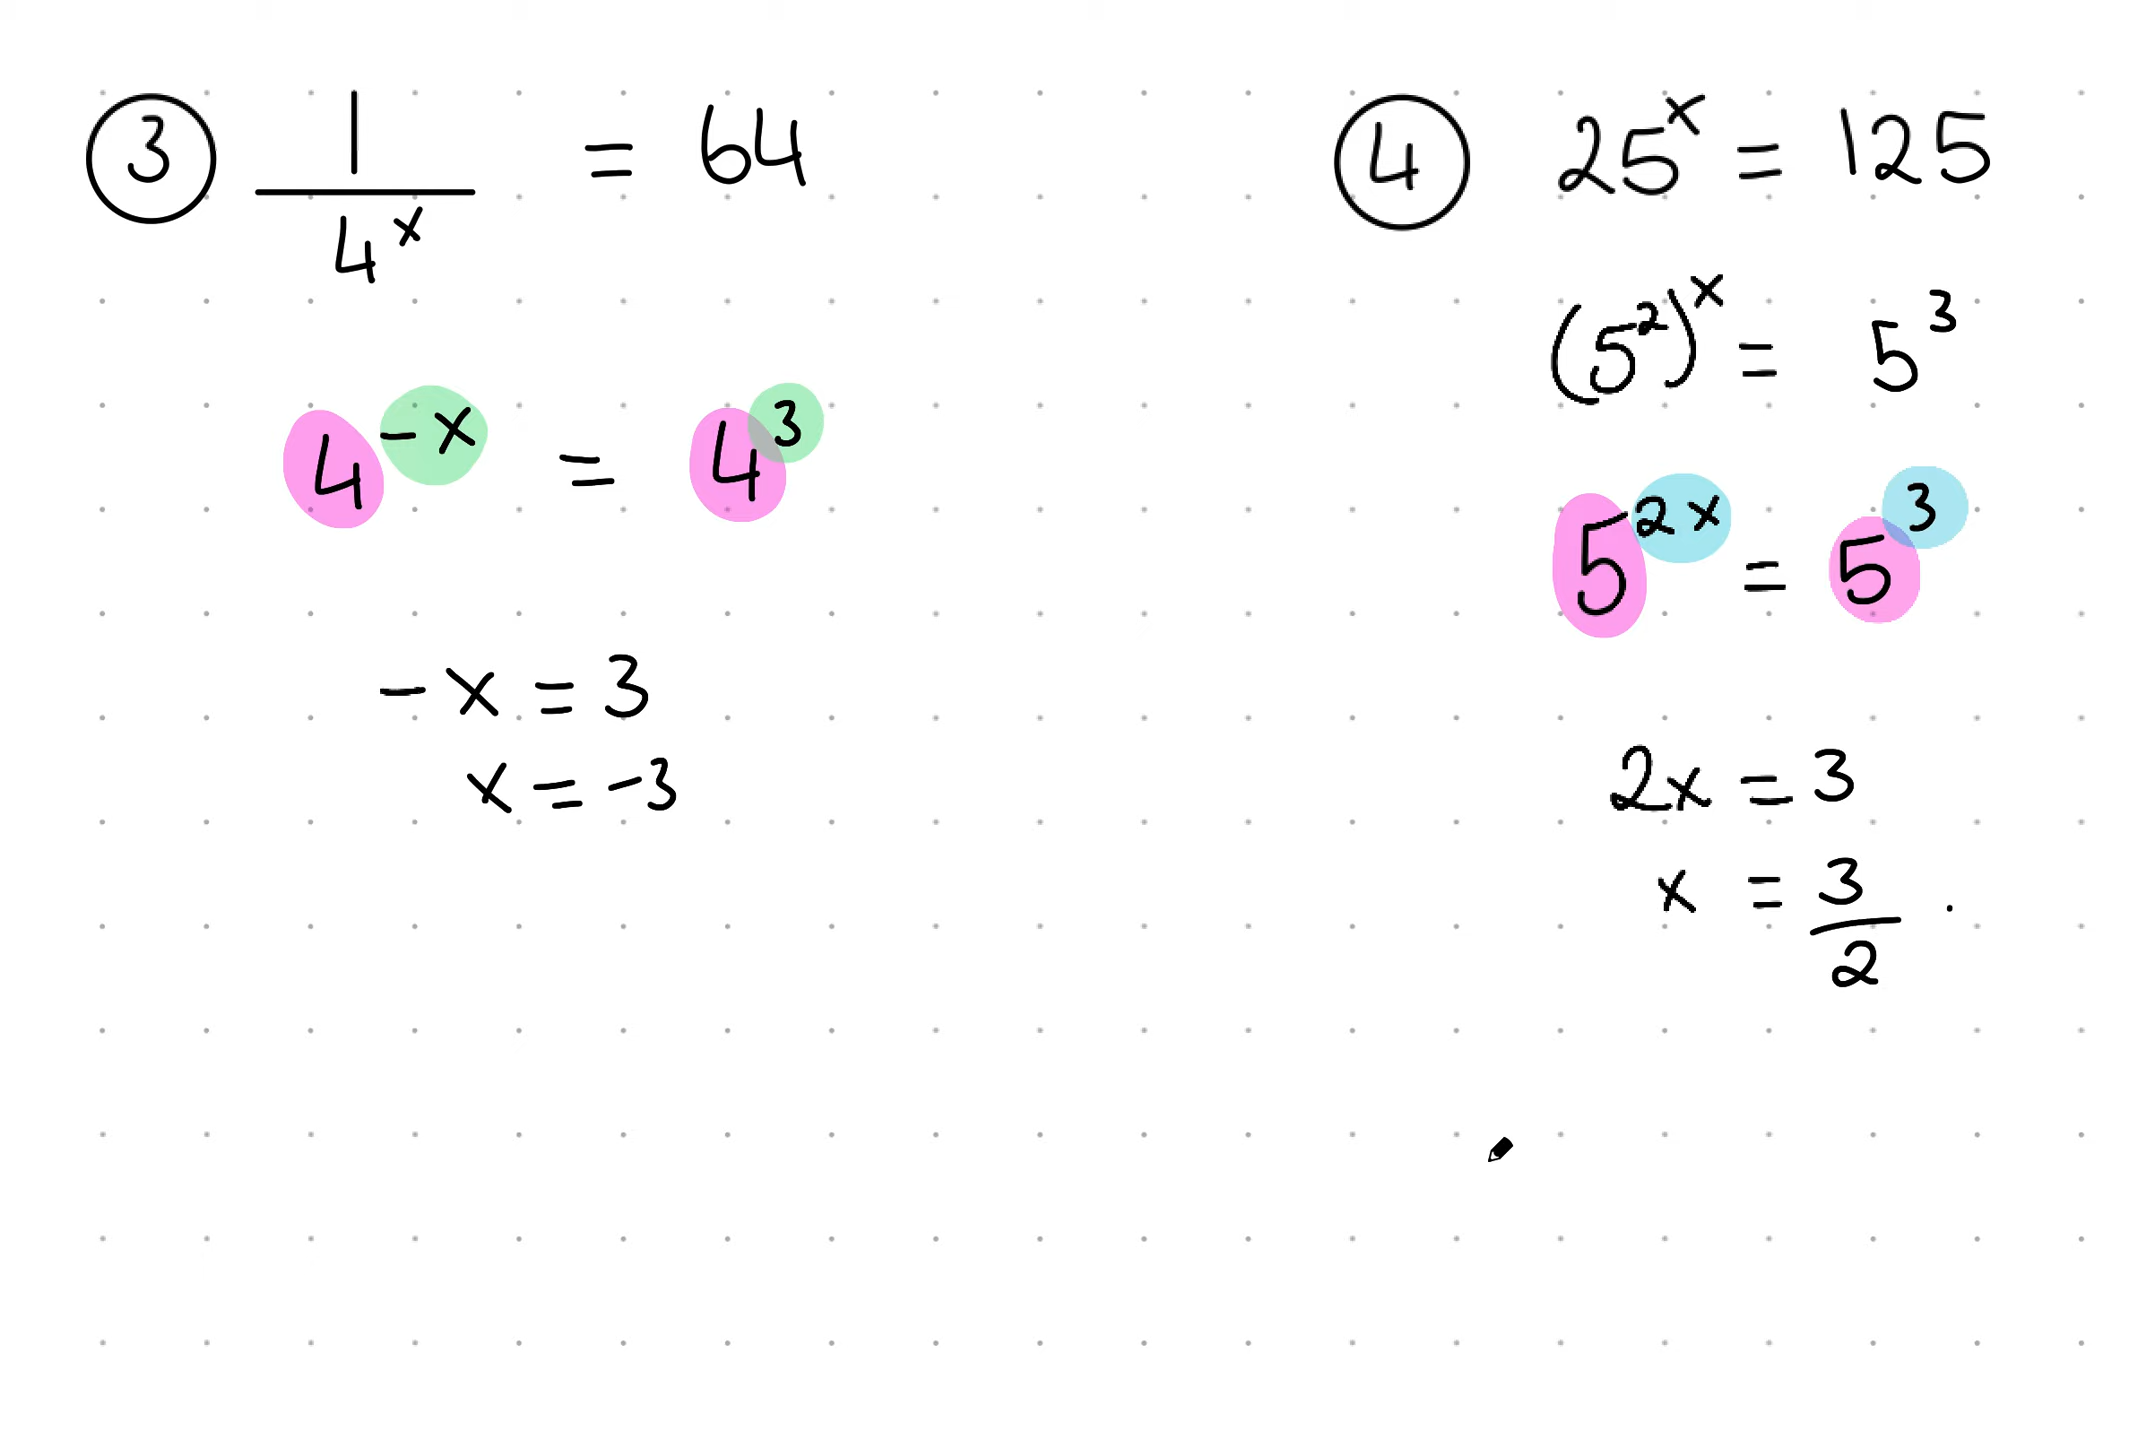 ③ 1/4^x = 64
4^-x = 4^3
-x = 3
x = -3
④ 25^x = 125
(5^2)^x = 5^3
5^2x = 5^3
2x = 3
x = 3/2 .